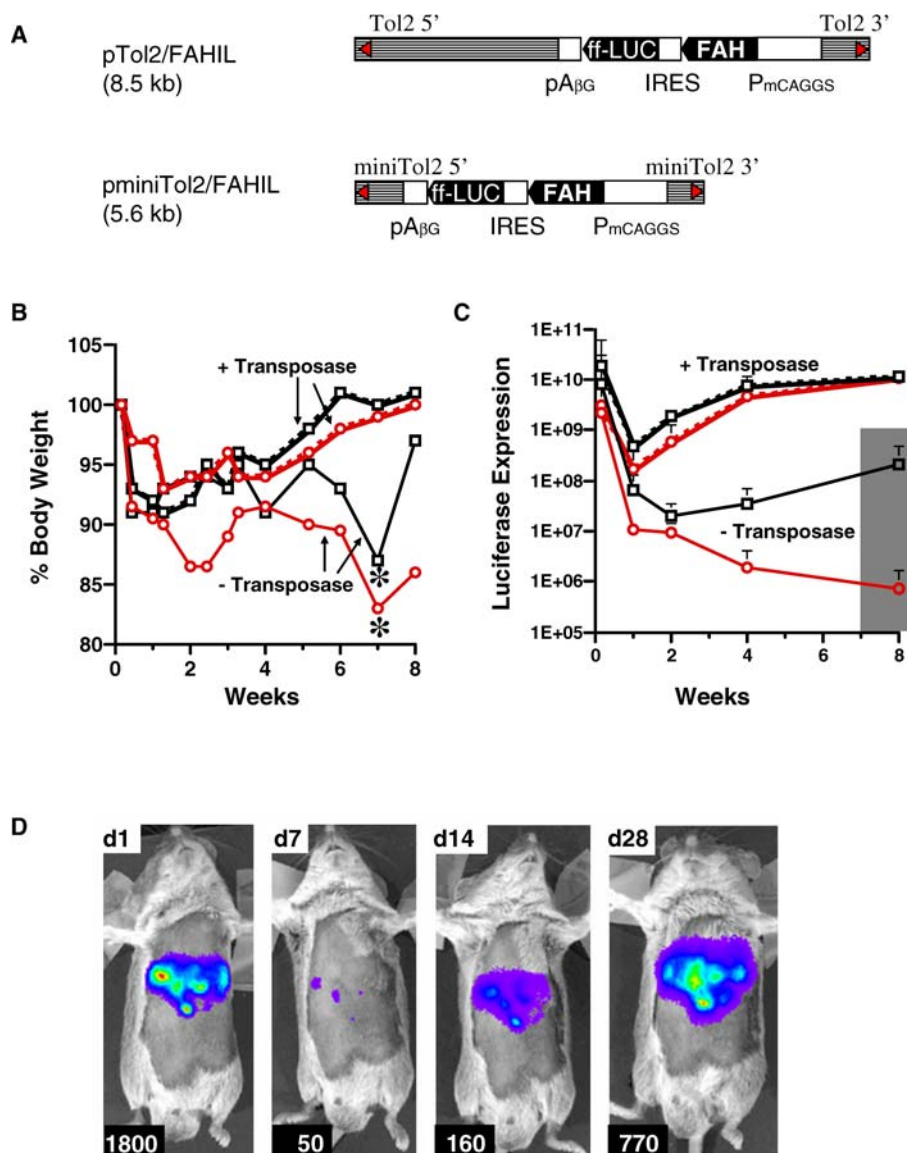 A
Tol2 5’
Tol2 3’
pTol2/FAHIL
(8.5 kb)
ff-LUC
FAH
pAβG
IRES
PmCAGGS
miniTol2 5’
miniTol2 3’
pminiTol2/FAHIL
(5.6 kb)
ff-LUC
FAH
pAβG
IRES
PmCAGGS
B
% Body Weight
105
100
95
90
85
80
+ Transposase
- Transposase
*
*
0
2
4
6
8
Weeks
C
Luciferase Expression
1E+11
1E+10
1E+09
1E+08
1E+07
1E+06
1E+05
+ Transposase
- Transposase
0
2
4
6
8
Weeks
D
d1
d7
d14
d28
1800
50
160
770